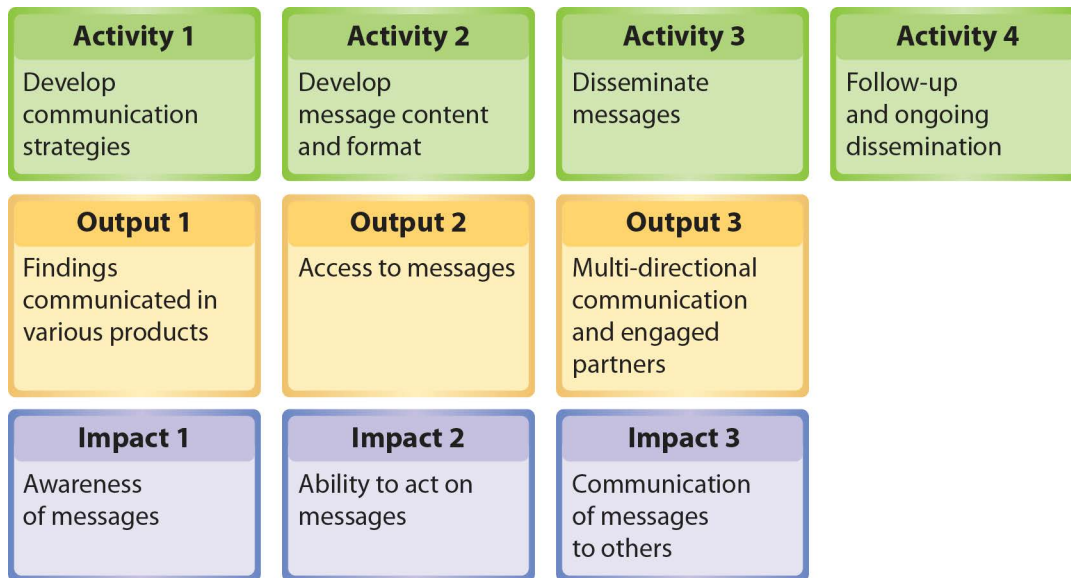 Activity 1
Develop
communication
strategies
Activity 2
Develop
message content
and format
Activity 3
Disseminate
messages
Activity 4
Follow-up
and ongoing
dissemination
Output 1
Findings
communicated in
various products
Output 2
Access to messages
Output 3
Multi-directional
communication
and engaged
partners
Impact 1
Awareness
of messages
Impact 2
Ability to act on
messages
Impact 3
Communication
of messages
to others